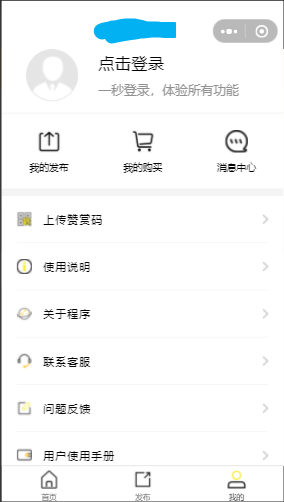 点击登录
一秒登录，体验所有功能
我的发布 我的购买 消息中心
上传赞赏码
使用说明
关于程序
联系客服
问题反馈
用户使用手册
首页 发布 我的